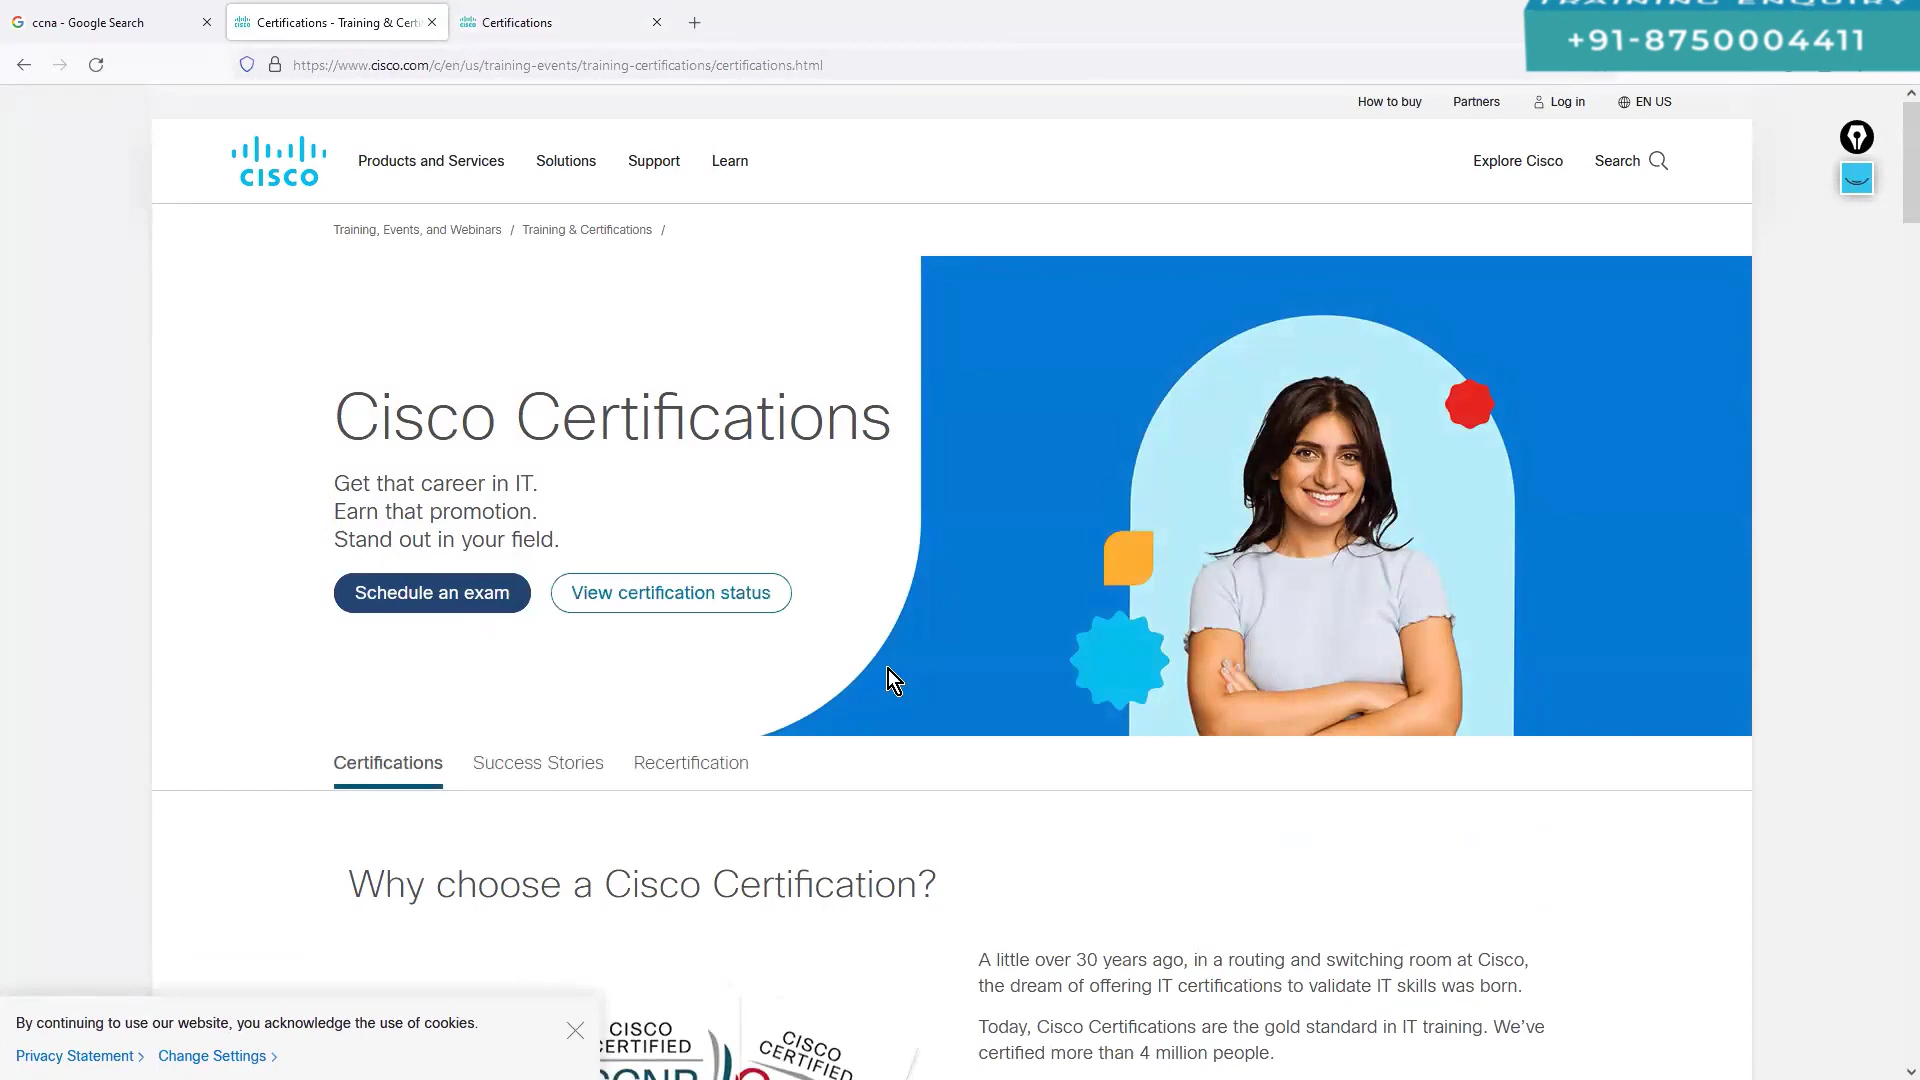 ccna - Google Search
Certifications - Training & Certi
Certifications
TRAINING ENQUIRY
+91-8750004411
https://www.cisco.com/c/en/us/training-events/training-certifications/certifications.html
How to buy
Partners
Log in
EN US
CISCO
Products and Services
Solutions
Support
Learn
Explore Cisco
Search
Training, Events, and Webinars / Training & Certifications /
Cisco Certifications
Get that career in IT.
Earn that promotion.
Stand out in your field.
Schedule an exam
View certification status
Certifications
Success Stories
Recertification
Why choose a Cisco Certification?
A little over 30 years ago, in a routing and switching room at Cisco,
the dream of offering IT certifications to validate IT skills was born.
Today, Cisco Certifications are the gold standard in IT training. We've
certified more than 4 million people.
By continuing to use our website, you acknowledge the use of cookies.
Privacy Statement
Change Settings
CISCO
ERTIFIED
CCNP
CISCO
CERTIFIED